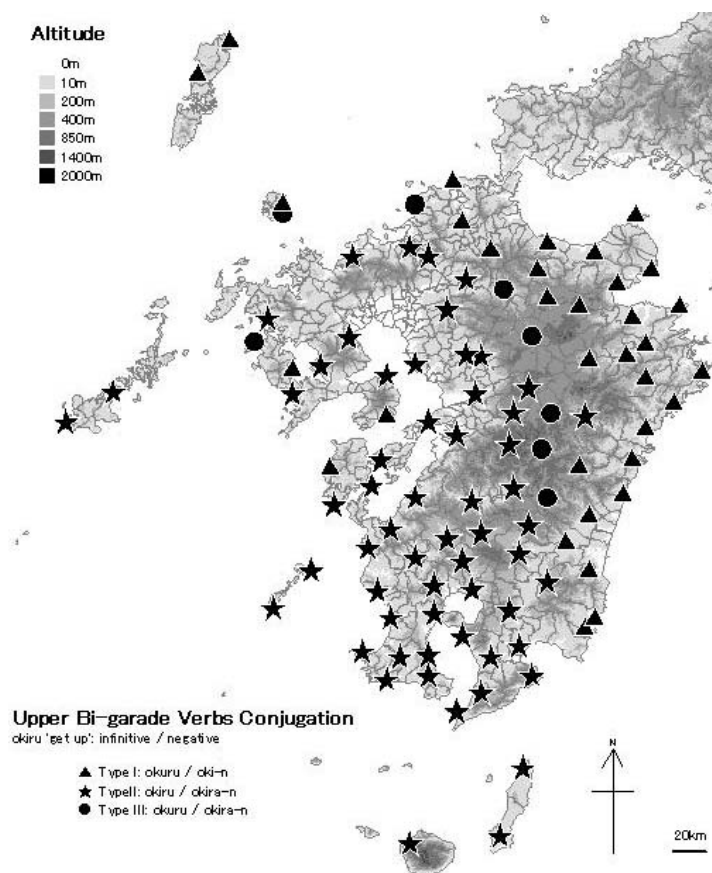 Altitude
0m
10m
200m
400m
850m
1400m
2000m
Upper Bi-garade Verbs Conjugation
okiru 'get up': infinitive / negative
Type I: okuru / oki-n
TypeII: okiru / okira-n
Type III: okuru / okira-n
N
20km